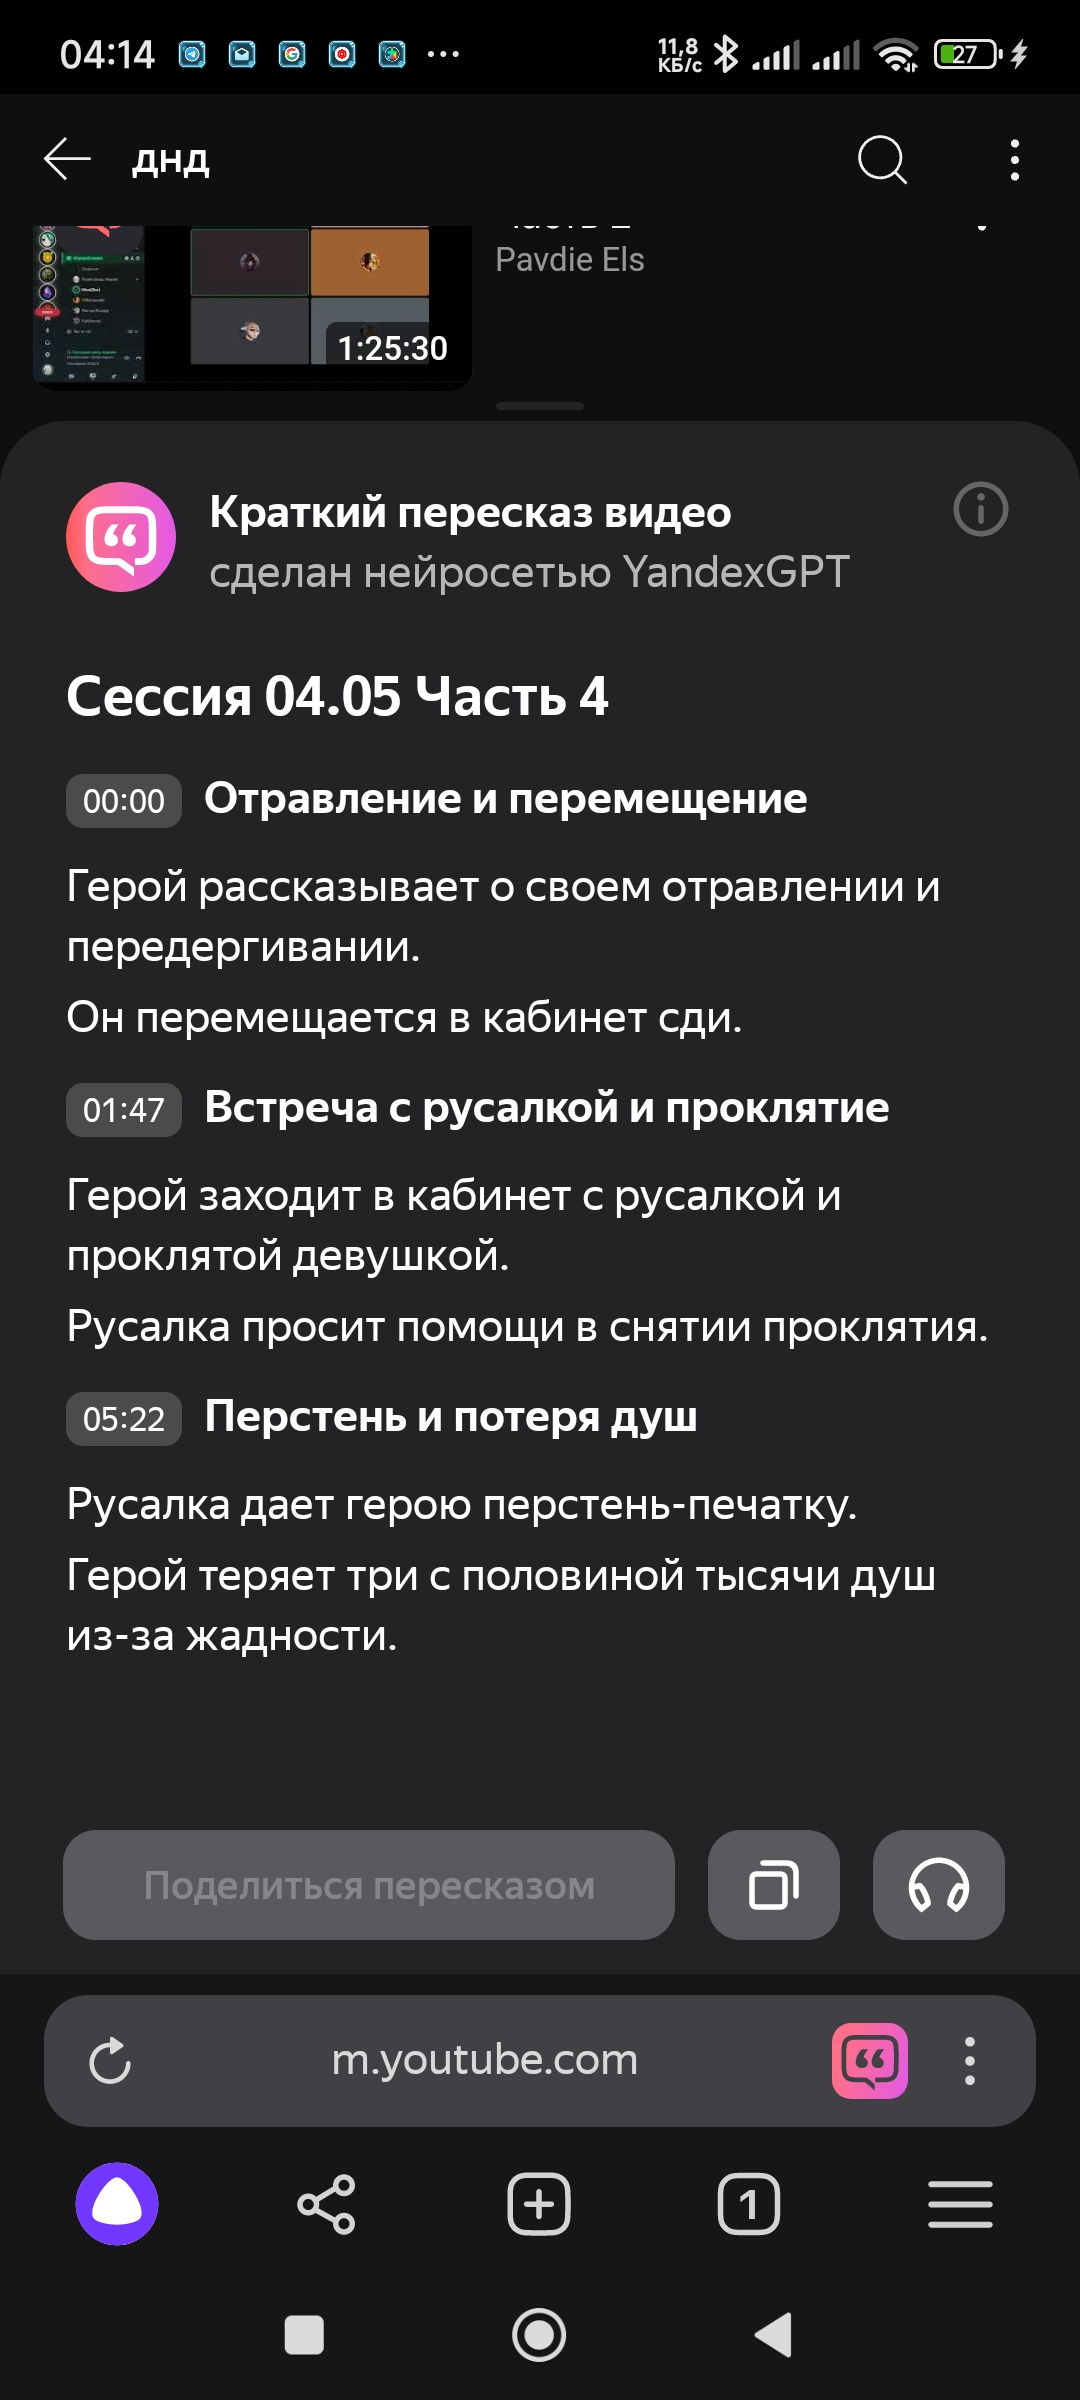 04:14
11,8
КБ/с
27
днд
Pavdie Els
1:25:30
Краткий пересказ видео
сделан нейросетью YandexGPT
Сессия 04.05 Часть 4
00:00 Отравление и перемещение
Герой рассказывает о своем отравлении и
передергивании.
Он перемещается в кабинет сди.
01:47 Встреча с русалкой и проклятие
Герой заходит в кабинет с русалкой и
проклятой девушкой.
Русалка просит помощи в снятии проклятия.
05:22 Перстень и потеря душ
Русалка дает герою перстень-печатку.
Герой теряет три с половиной тысячи душ
из-за жадности.
Поделиться пересказом
m.youtube.com
1